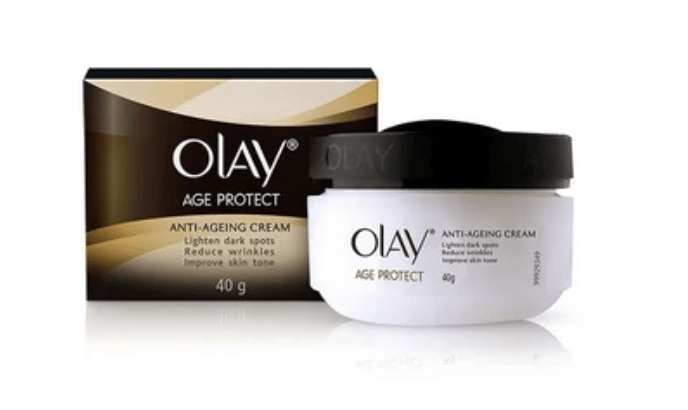 OLAY®
AGE PROTECT
ANTI-AGEING CREAM
Lighten dark spots
Reduce wrinkles
Improve skin tone
40 g
OLAY
OLAY®
AGE PROTECT
ANTI-AGEING CREAM
Lighten dark spots
Reduce wrinkles
Improve skin tone
40g